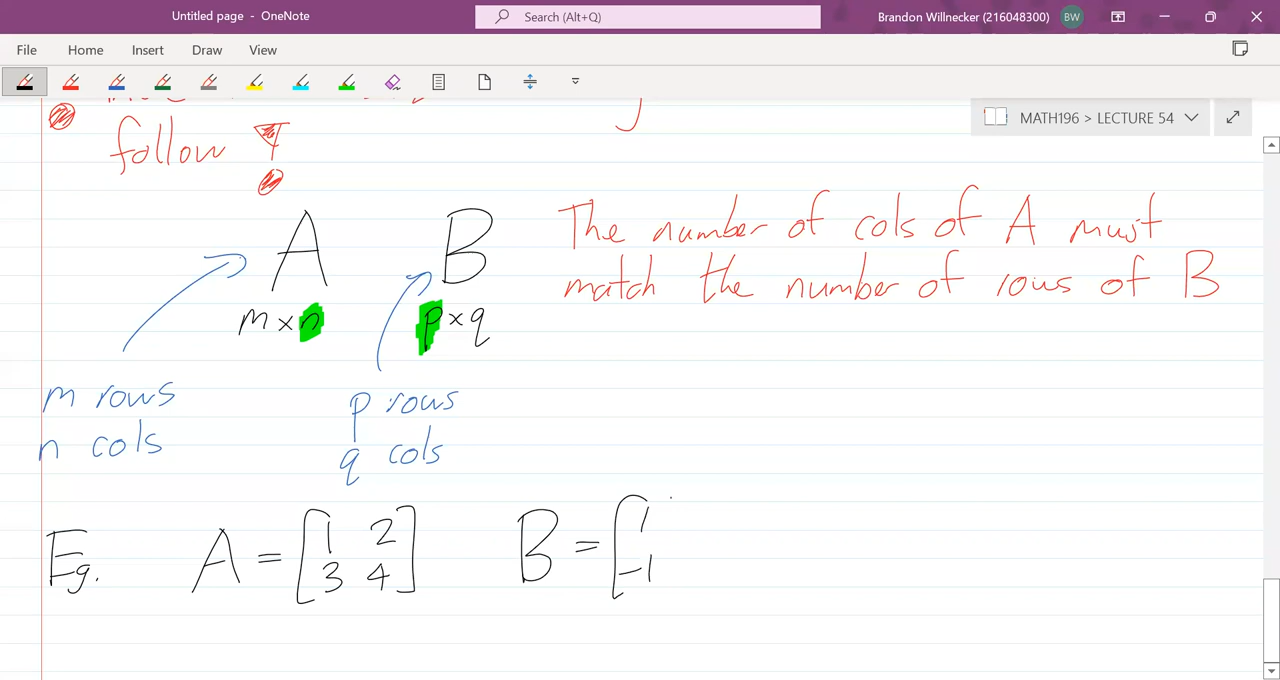 Untitled page - OneNote
Search (Alt+Q)
Brandon Willnecker (216048300)
BW
File Home Insert Draw View
MATH196 > LECTURE 54
follow
A B
m × n p × q
The number of cols of A must
match the number of rows of B
m rows
n cols
p rows
q cols
Eg. A = [1 2
3 4] B = [1
-1